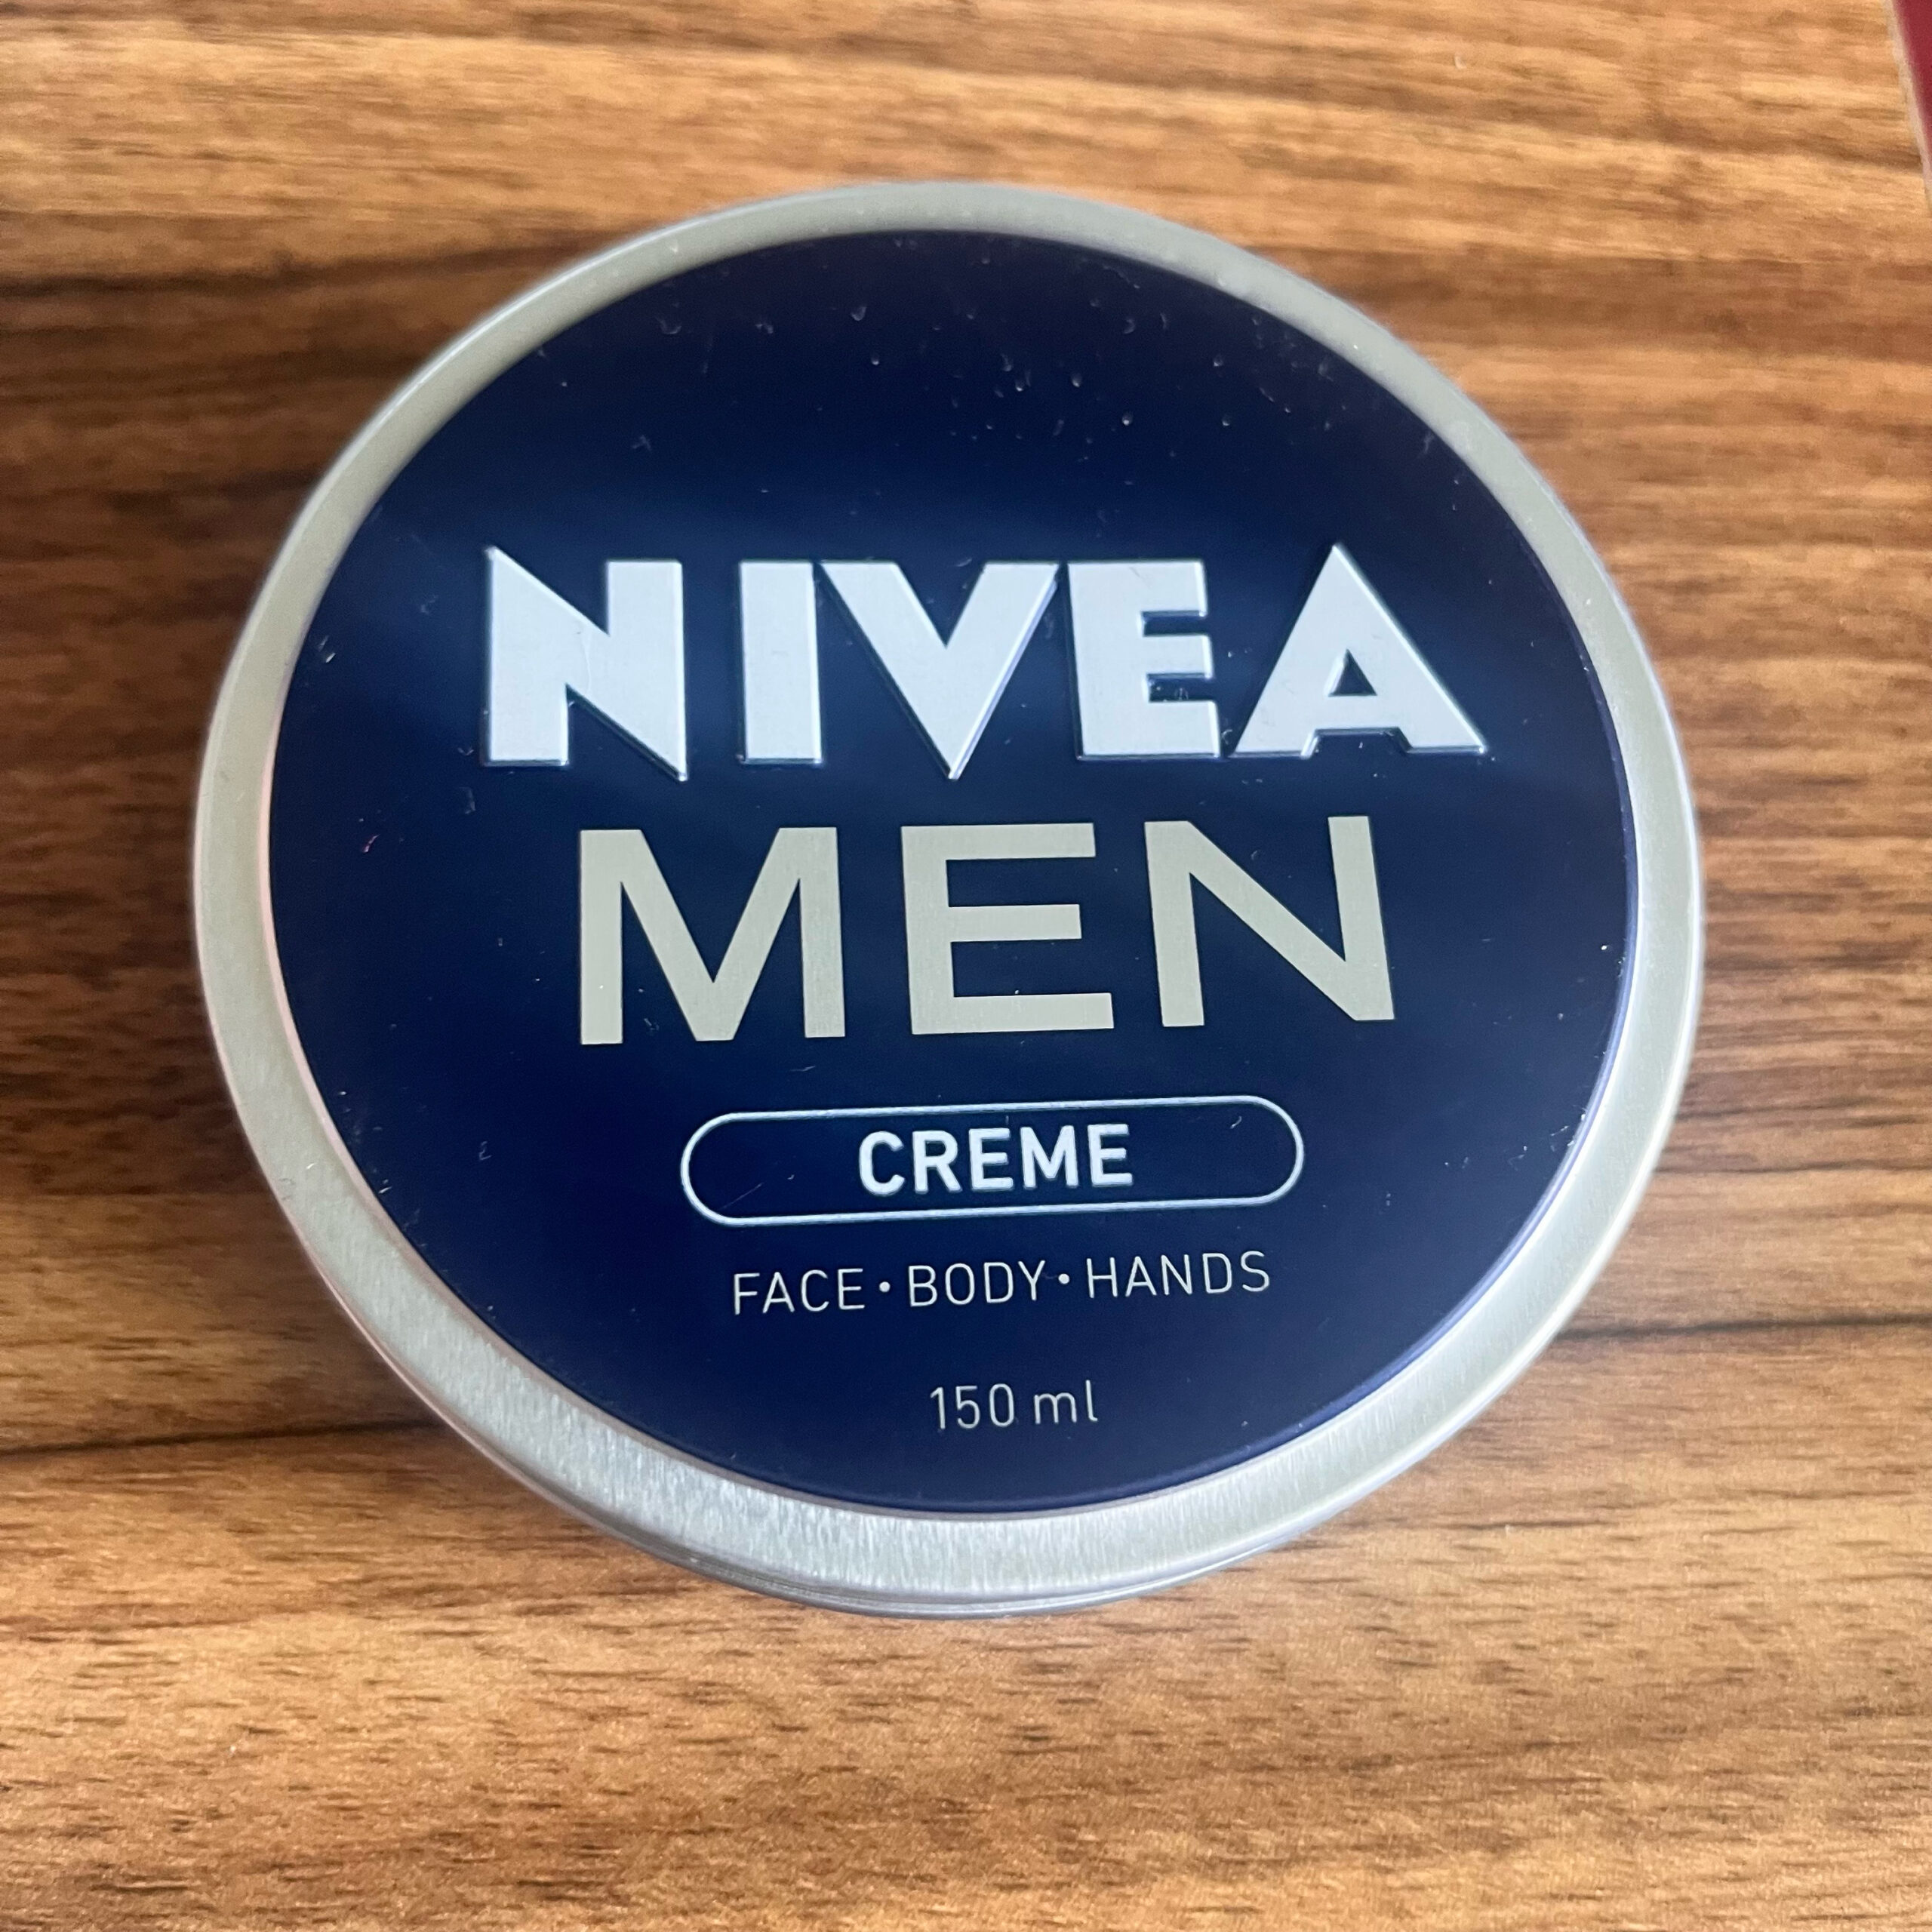 NIVEA
MEN
CREME
FACE • BODY • HANDS
150 ml